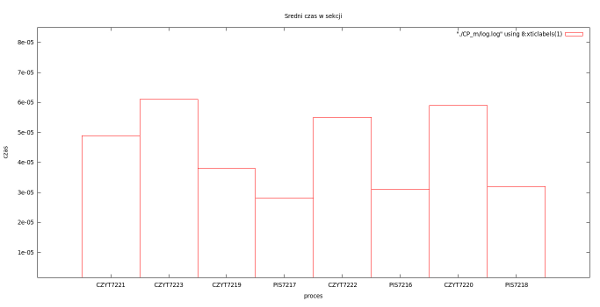 Sredni czas w sekcji
"./CP_m/log.log" using 8:xticlabels(1)
8e-05
7e-05
6e-05
5e-05
4e-05
3e-05
2e-05
1e-05
czas
CZYT7221 CZYT7223 CZYT7219 PIS7217 CZYT7222 PIS7216 CZYT7220 PIS7218
proces